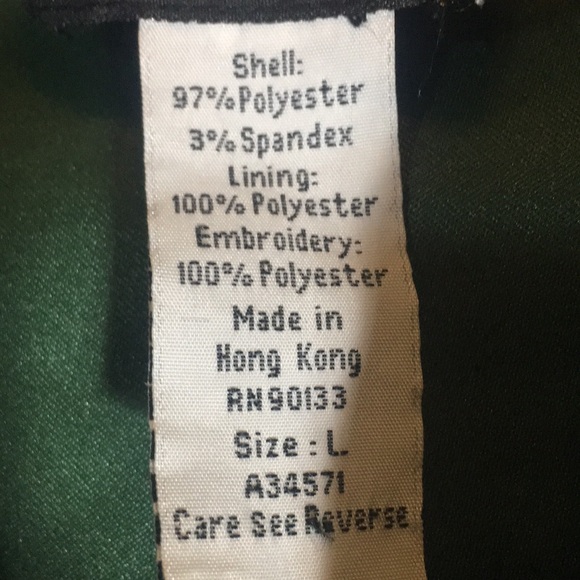 Shell:
97%Polyester
3%Spandex
Lining:
100%Polyester
Embroidery:
100%Polyester
Made in
Hong Kong
RN90133
Size : L
A34571
Care See Reverse